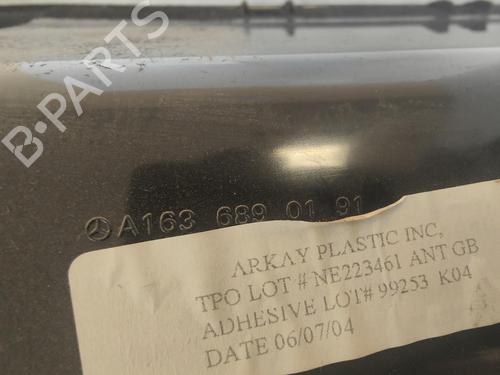 B-PARTS
A163 689 01 91
ARKAY PLASTIC INC,
TPO LOT # NE223461 ANT GB
ADHESIVE LOT# 99253 K04
DATE 06/07/04